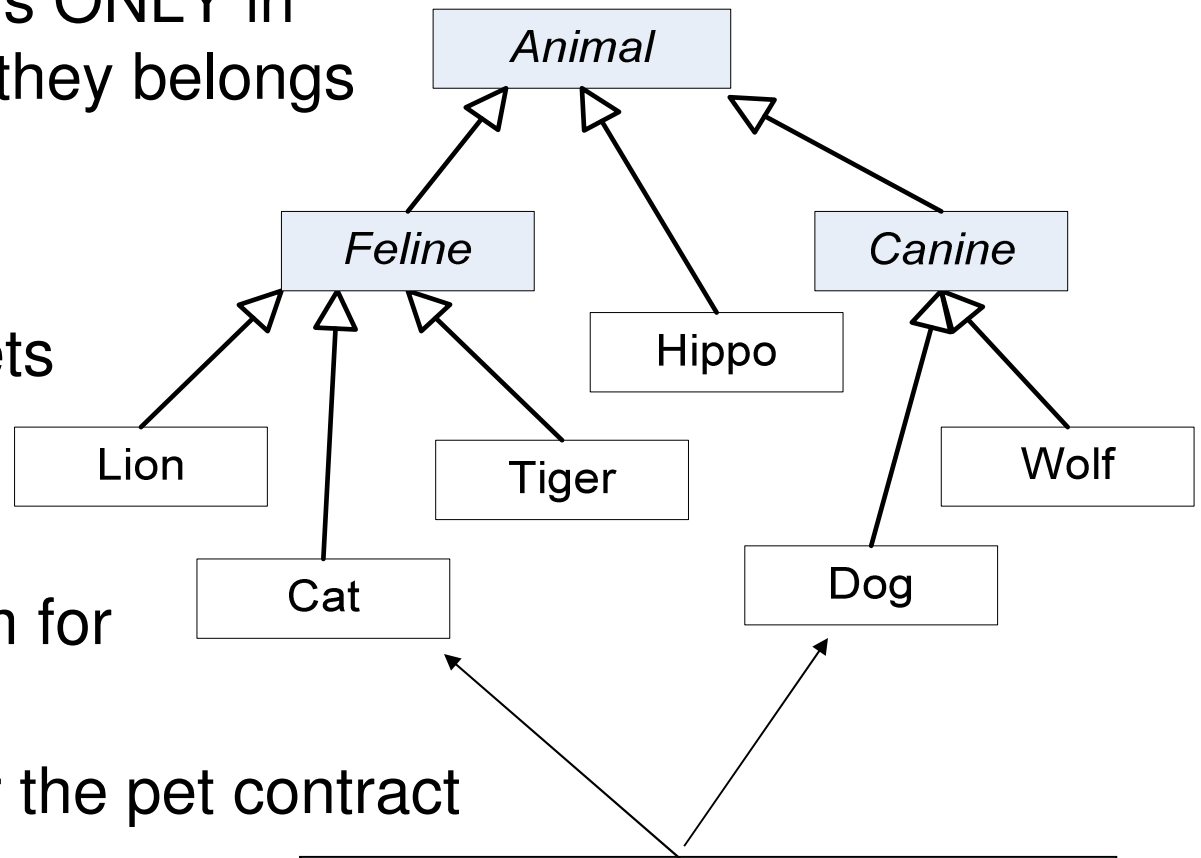 s ONLY in
they belongs
Animal
Feline
Canine
ets
Hippo
Lion
Tiger
Wolf
Cat
Dog
n for
r the pet contract